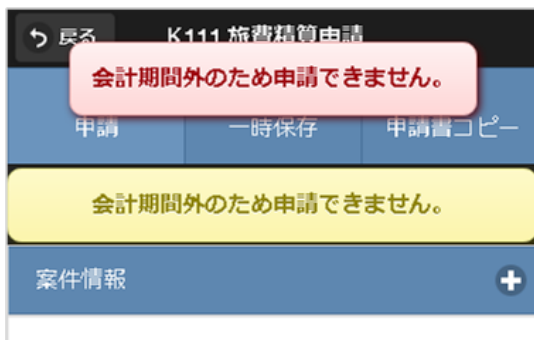 戻る
K111 旅費精算申請
会計期間外のため申請できません。
申請
一時保存
申請書コピー
会計期間外のため申請できません。
案件情報